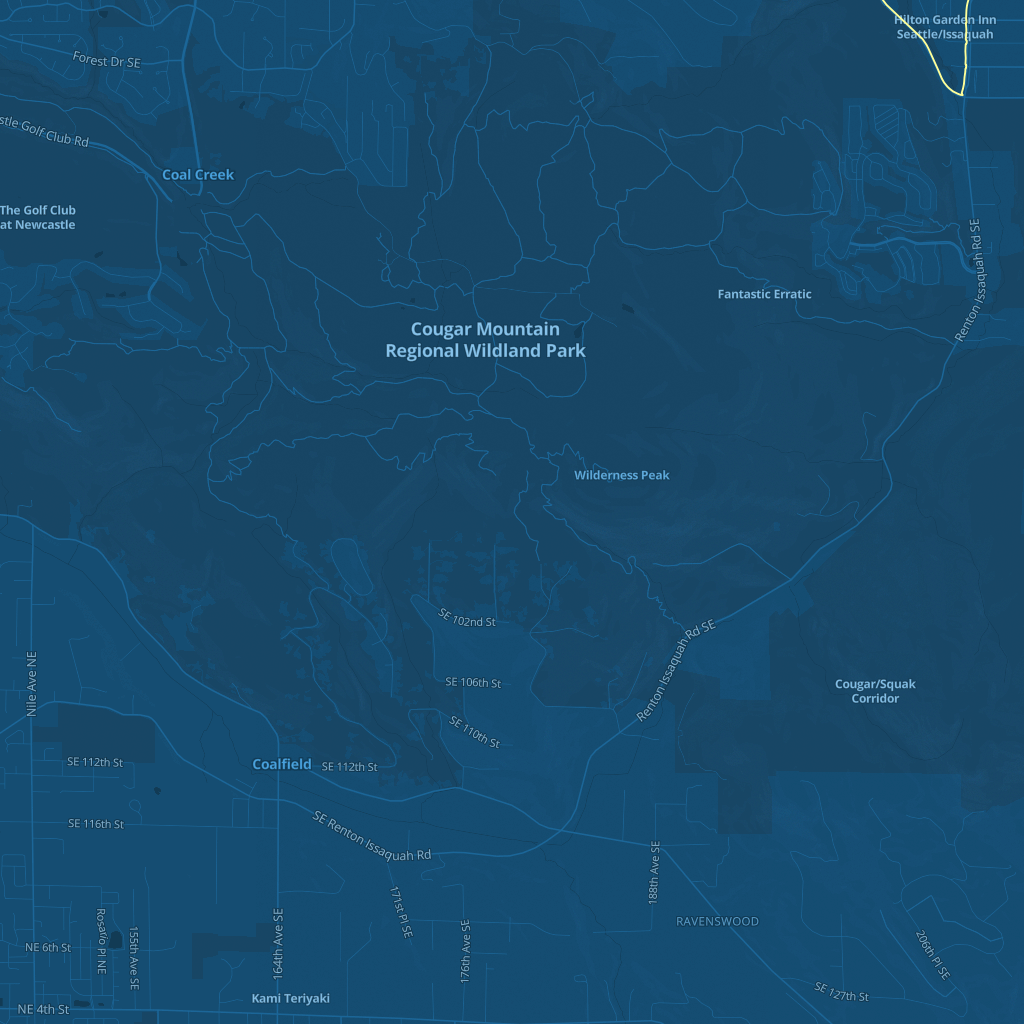 Hilton Garden Inn
Seattle/Issaquah
Forest Dr SE
stle Golf Club Rd
Coal Creek
The Golf Club
at Newcastle
Renton Issaquah Rd SE
Fantastic Erratic
Cougar Mountain
Regional Wildland Park
Wilderness Peak
SE 102nd St
Renton Issaquah Rd SE
Nile Ave NE
SE 106th St
Cougar/Squak
Corridor
SE 110th St
SE 112th St
Coalfield
SE 112th St
SE 116th St
SE Renton Issaquah Rd
188th Ave SE
171st Pl SE
RAVENSWOOD
Rosario Pl NE
155th Ave SE
164th Ave SE
176th Ave SE
206th Pl SE
NE 6th St
SE 127th St
Kami Teriyaki
NE 4th St